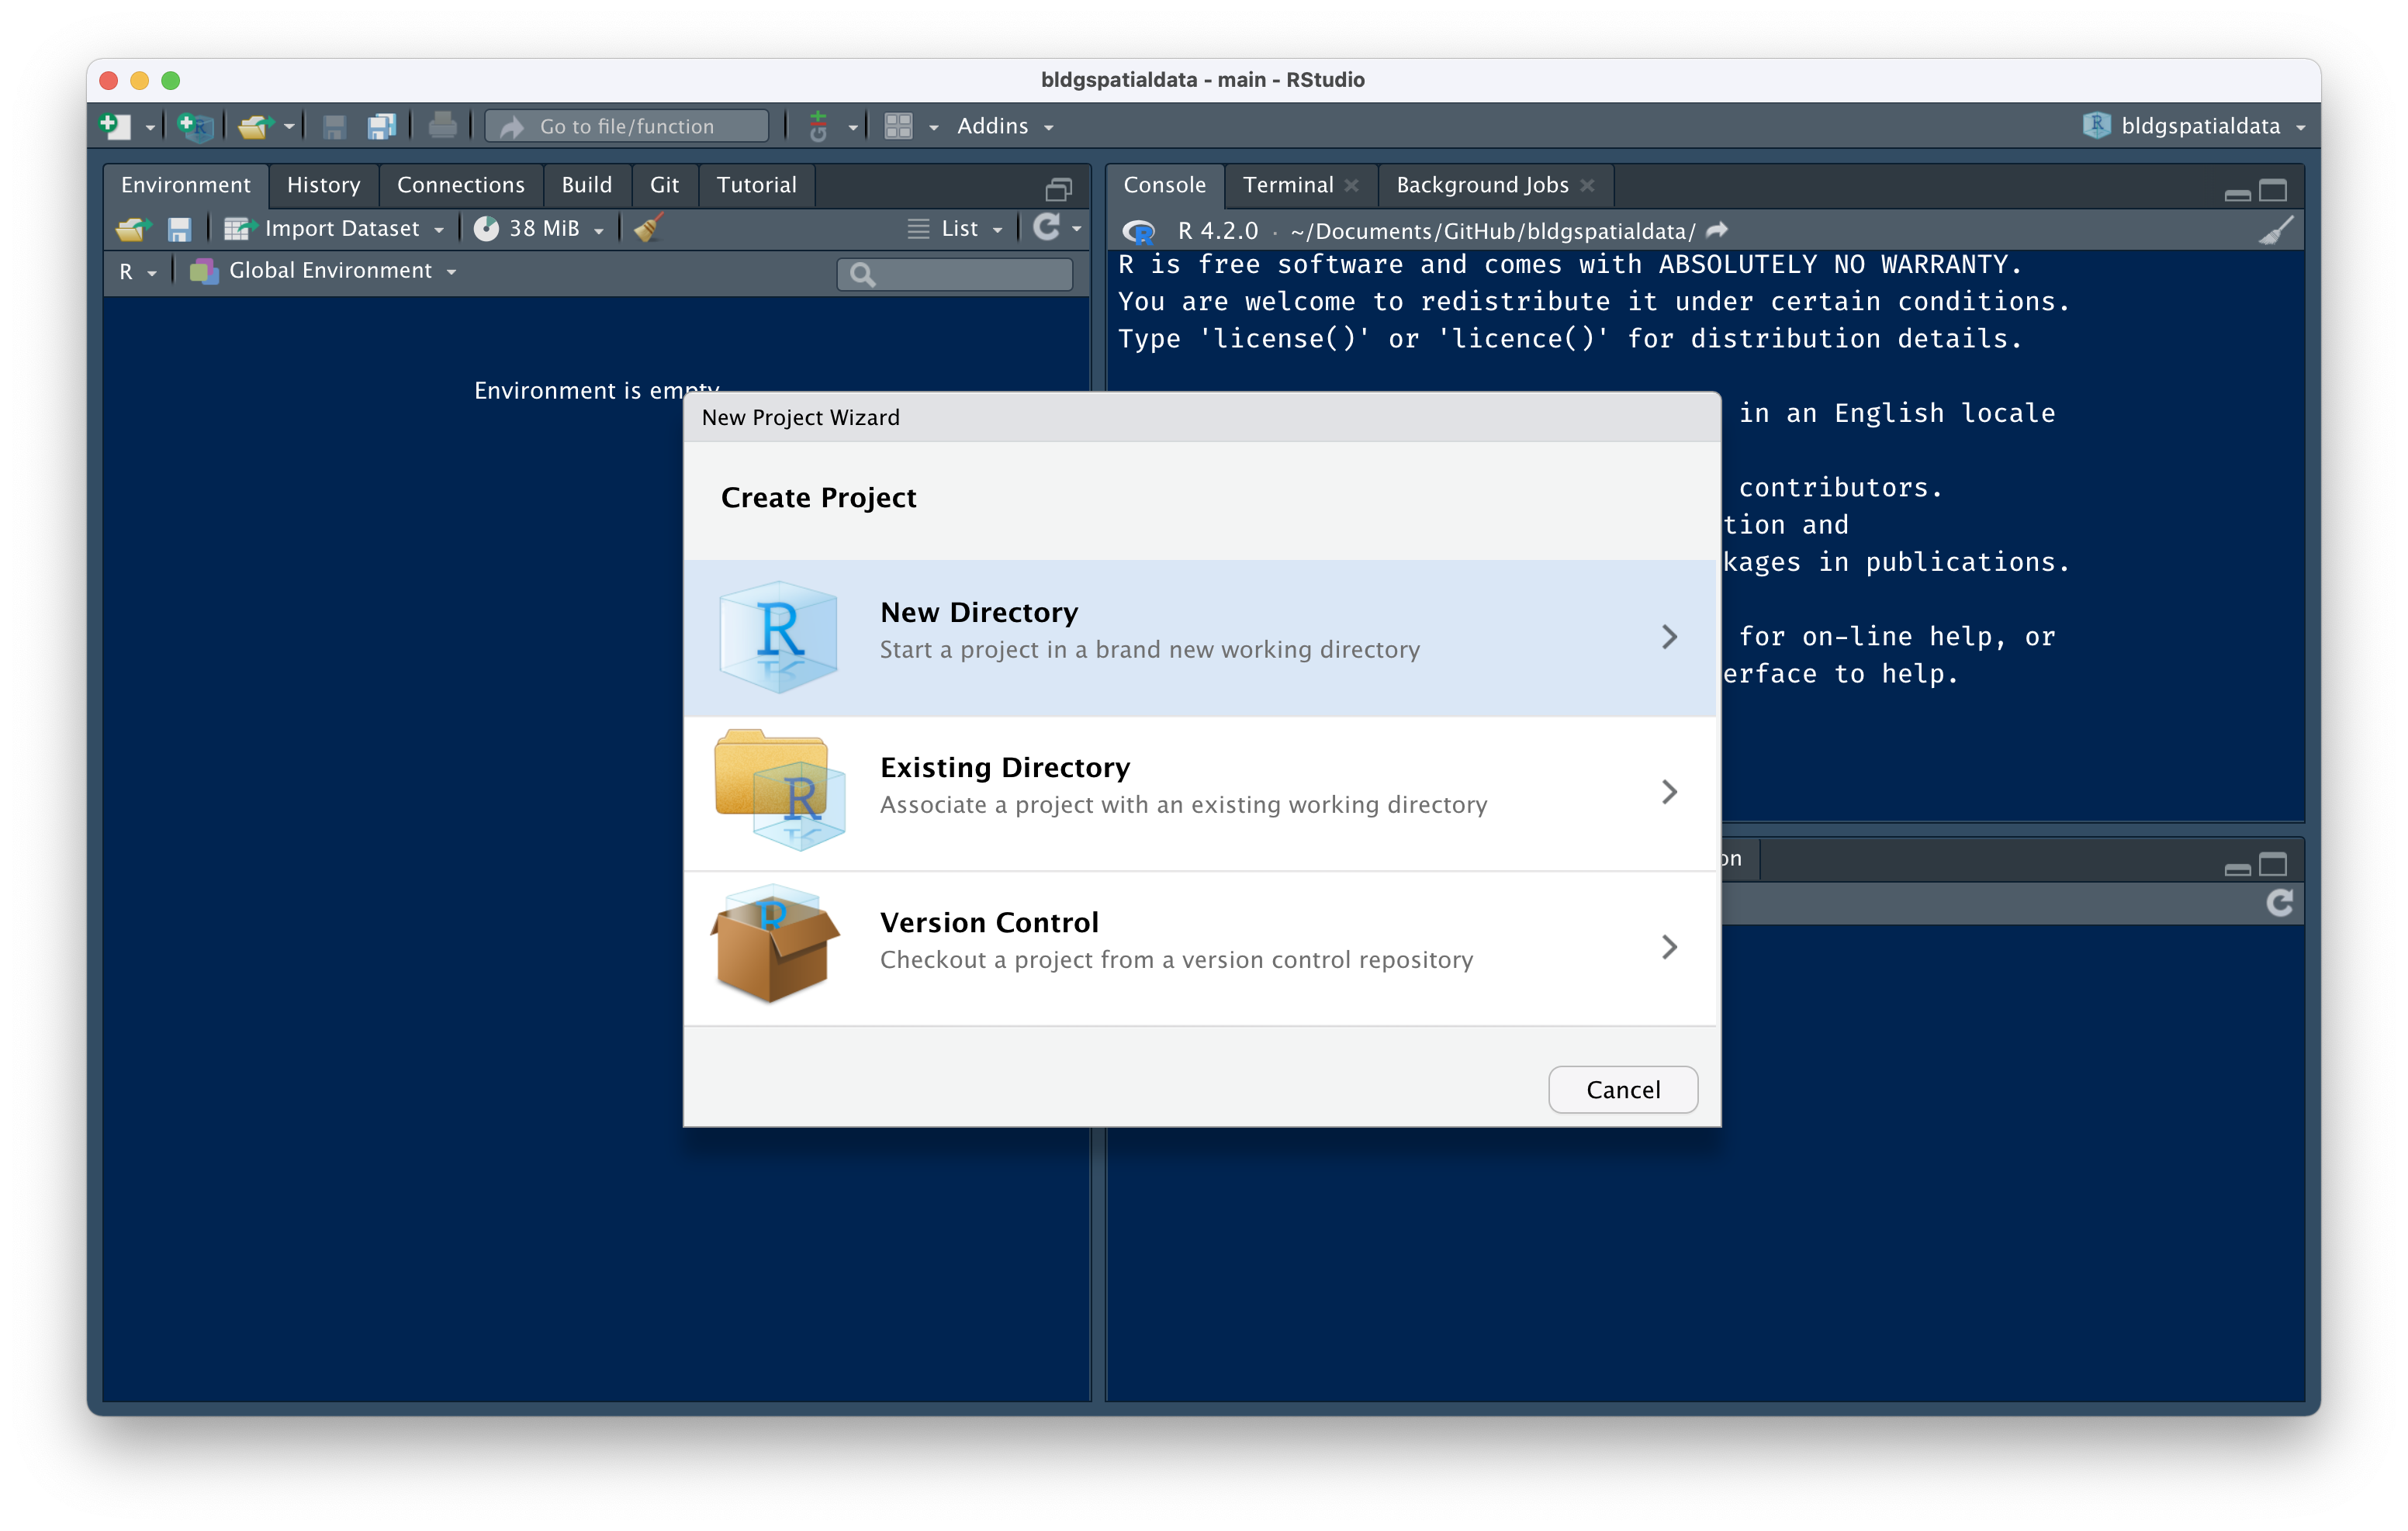 bldgspatialdata - main - RStudio
Go to file/function
Addins
bldgspatialdata
Environment History Connections Build Git Tutorial
Import Dataset 38 MiB List
R Global Environment
Environment is empty
Console Terminal Background Jobs
R 4.2.0 · ~/Documents/GitHub/bldgspatialdata/
R is free software and comes with ABSOLUTELY NO WARRANTY.
You are welcome to redistribute it under certain conditions.
Type 'license()' or 'licence()' for distribution details.
in an English locale
contributors.
tion and
kages in publications.
for on-line help, or
erface to help.
on
New Project Wizard
Create Project
New Directory
Start a project in a brand new working directory
Existing Directory
Associate a project with an existing working directory
Version Control
Checkout a project from a version control repository
Cancel